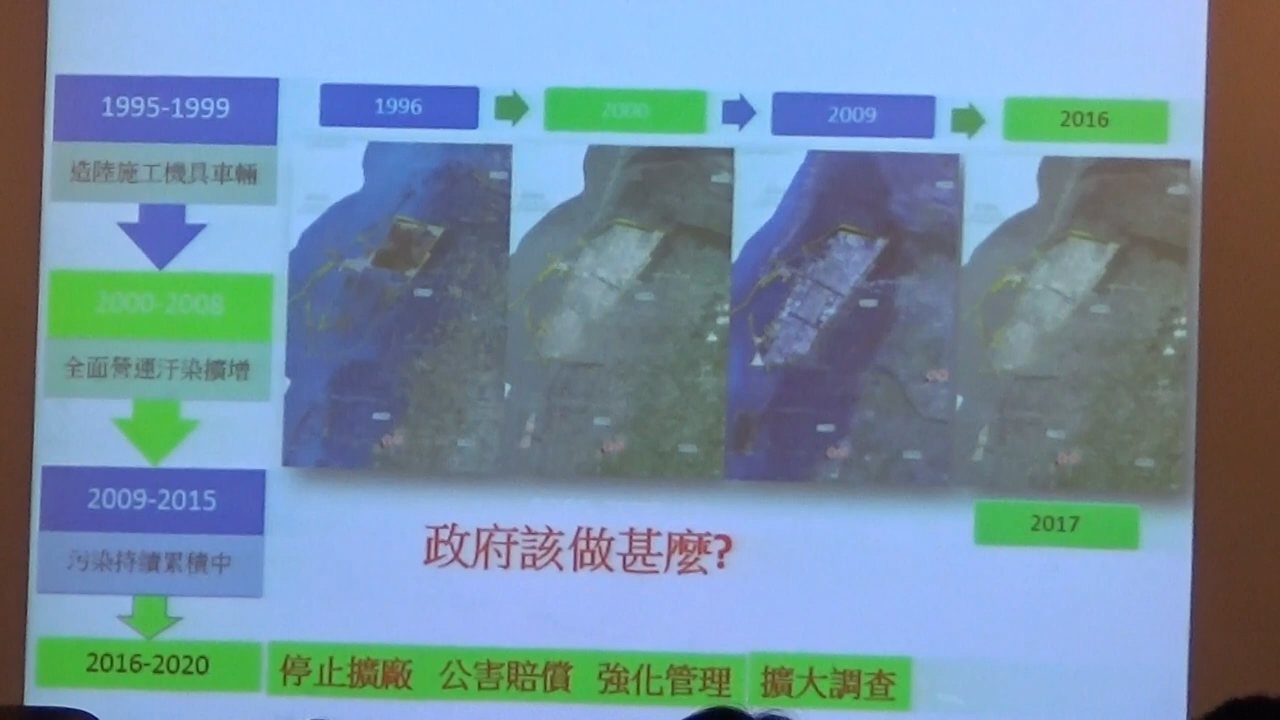 1995-1999
造陸施工機具車輛
2000-2008
全面營運汙染擴增
2009-2015
污染持續累積中
2016-2020
1996
2000
2009
2016
2017
政府該做甚麼?
停止擴廠 公害賠償 強化管理 擴大調查